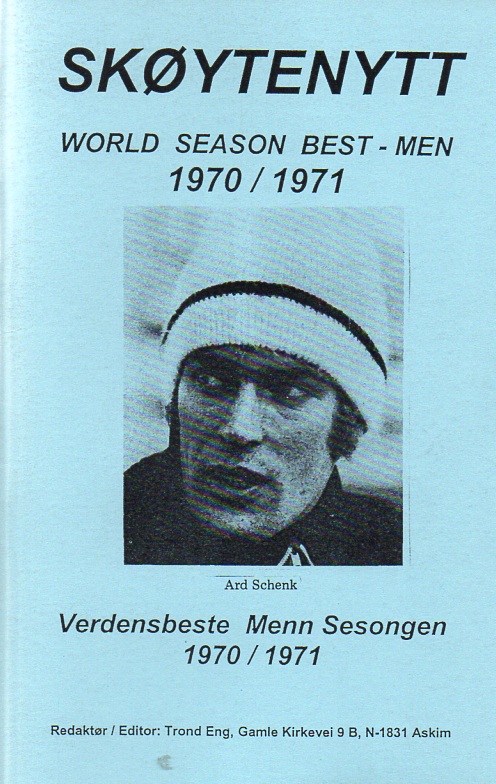 SKØYTENYTT
WORLD SEASON BEST - MEN
1970 / 1971
Ard Schenk
Verdensbeste Menn Sesongen
1970 / 1971
Redaktør / Editor: Trond Eng, Gamle Kirkevei 9 B, N-1831 Askim